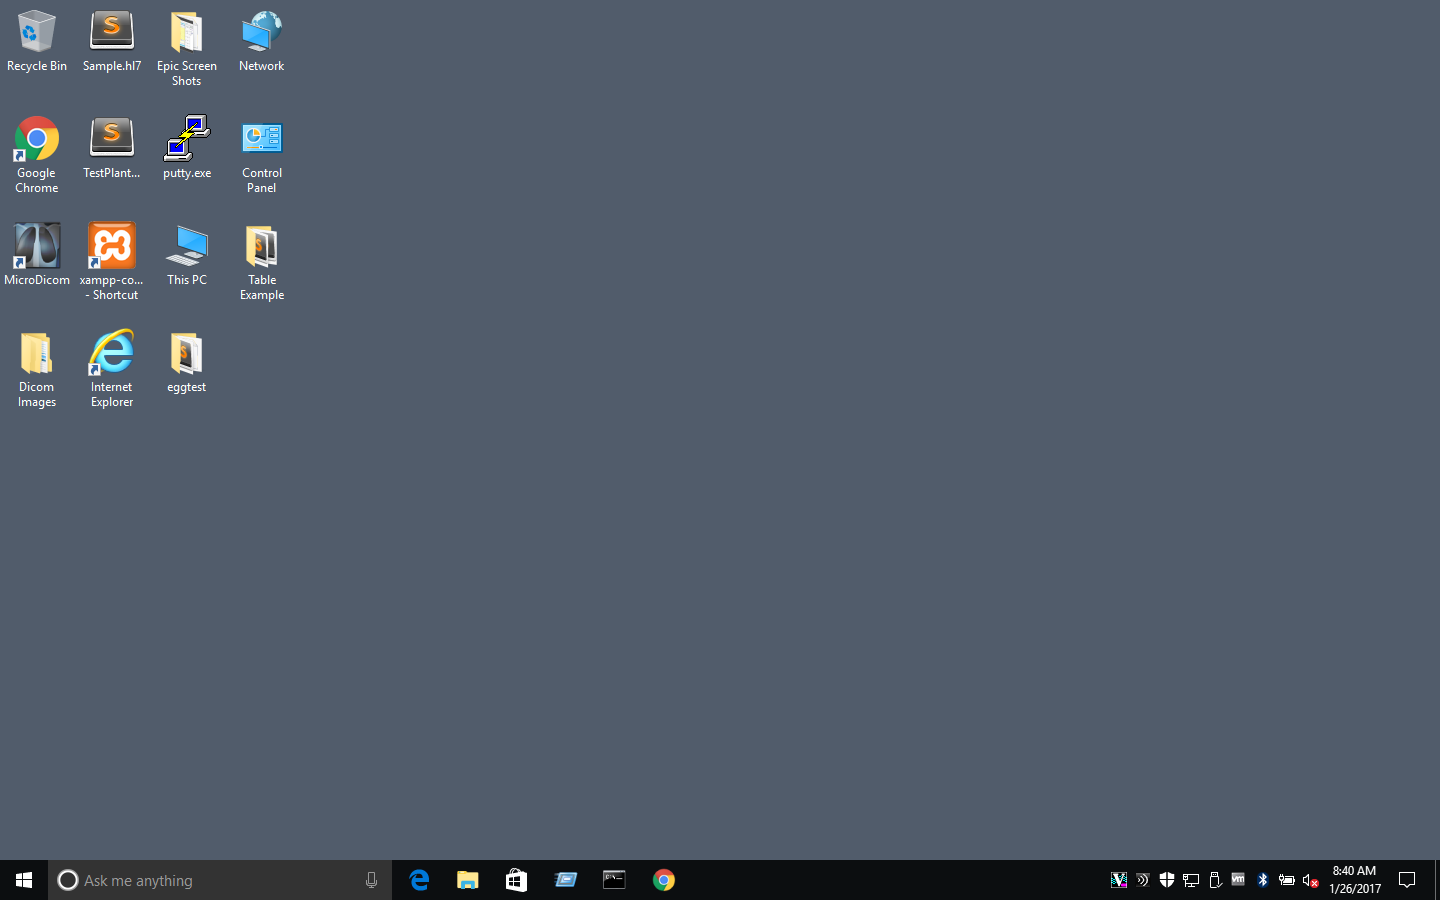 Recycle Bin
Sample.hl7
Epic Screen
Shots
Network
Google
Chrome
TestPlant...
putty.exe
Control
Panel
MicroDicom
xampp-co...
- Shortcut
This PC
Table
Example
Dicom
Images
Internet
Explorer
eggtest
Ask me anything
8:40 AM
1/26/2017